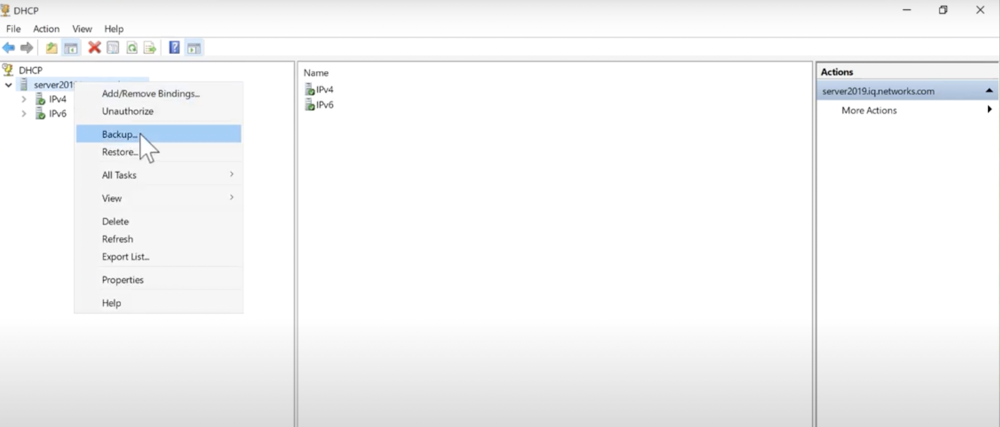 DHCP
File Action View Help
DHCP
server201
IPv4
IPv6
Add/Remove Bindings...
Unauthorize
Backup...
Restore...
All Tasks
View
Delete
Refresh
Export List...
Properties
Help
Name
IPv4
IPv6
Actions
server2019.iq.networks.com
More Actions